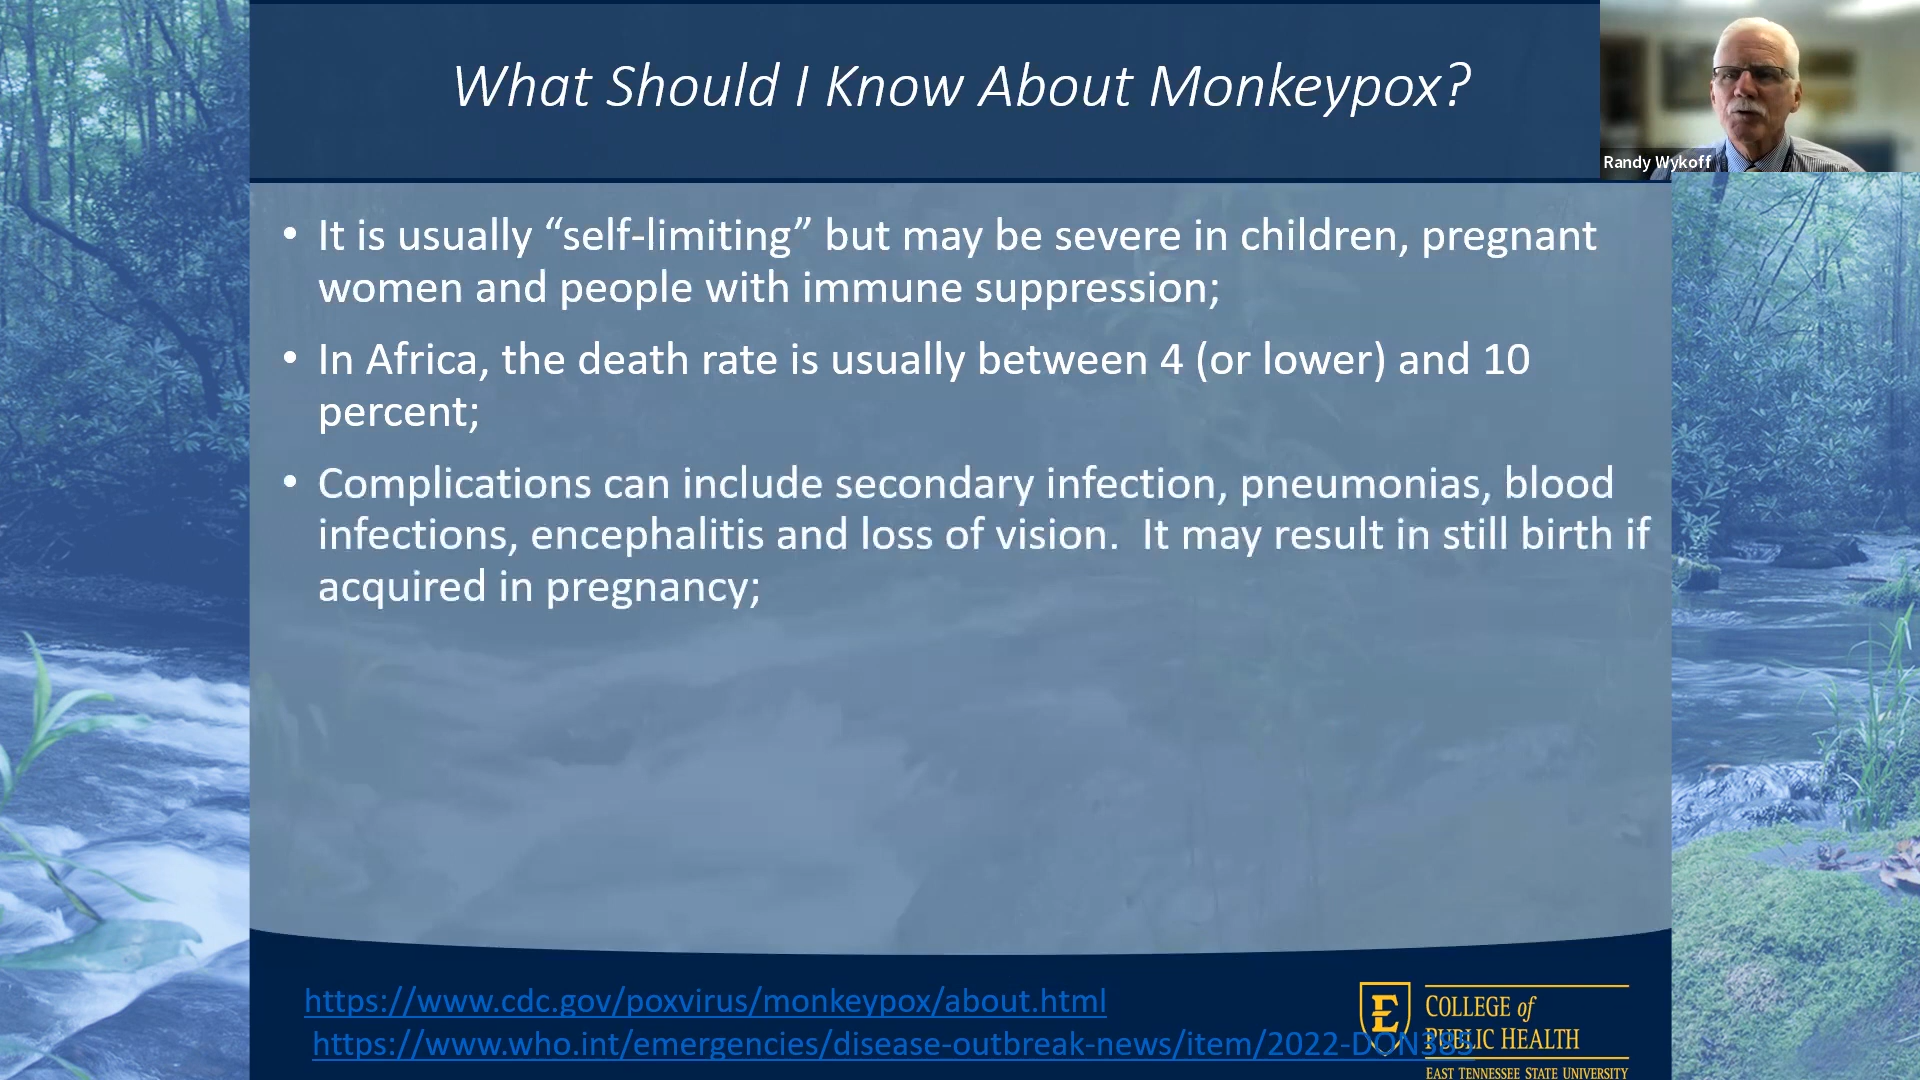 What Should I Know About Monkeypox?
Randy Wykoff
• It is usually “self-limiting” but may be severe in children, pregnant
women and people with immune suppression;
• In Africa, the death rate is usually between 4 (or lower) and 10
percent;
• Complications can include secondary infection, pneumonias, blood
infections, encephalitis and loss of vision.  It may result in still birth if
acquired in pregnancy;
https://www.cdc.gov/poxvirus/monkeypox/about.html
https://www.who.int/emergencies/disease-outbreak-news/item/2022-DON385
E
COLLEGE of
PUBLIC HEALTH
EAST TENNESSEE STATE UNIVERSITY